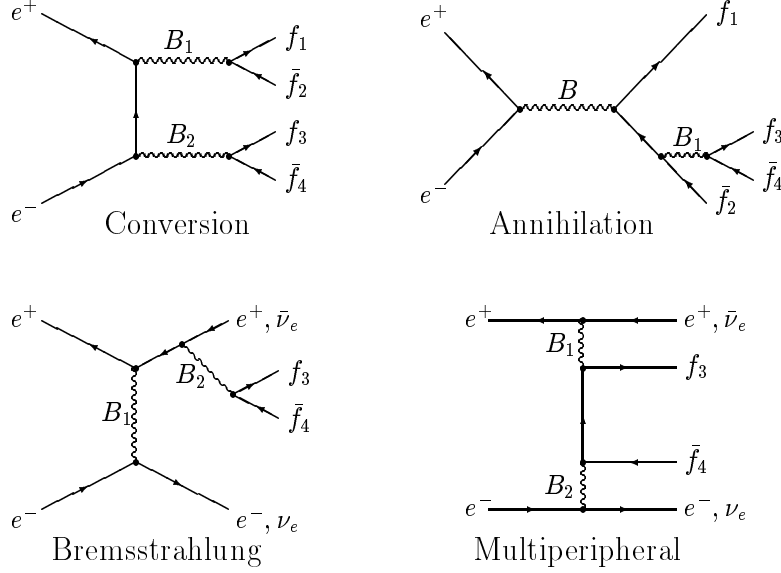 e⁺
B₁
f₁
f̄₂
B₂
f₃
f̄₄
e⁻
Conversion
e⁺
B
f₁
B₁
f₃
f̄₄
f̄₂
e⁻
Annihilation
e⁺
e⁺, ν̄ₑ
B₂
f₃
B₁
f̄₄
e⁻
e⁻, νₑ
Bremsstrahlung
e⁺
e⁺, ν̄ₑ
B₁
f₃
f̄₄
B₂
e⁻
e⁻, νₑ
Multiperipheral